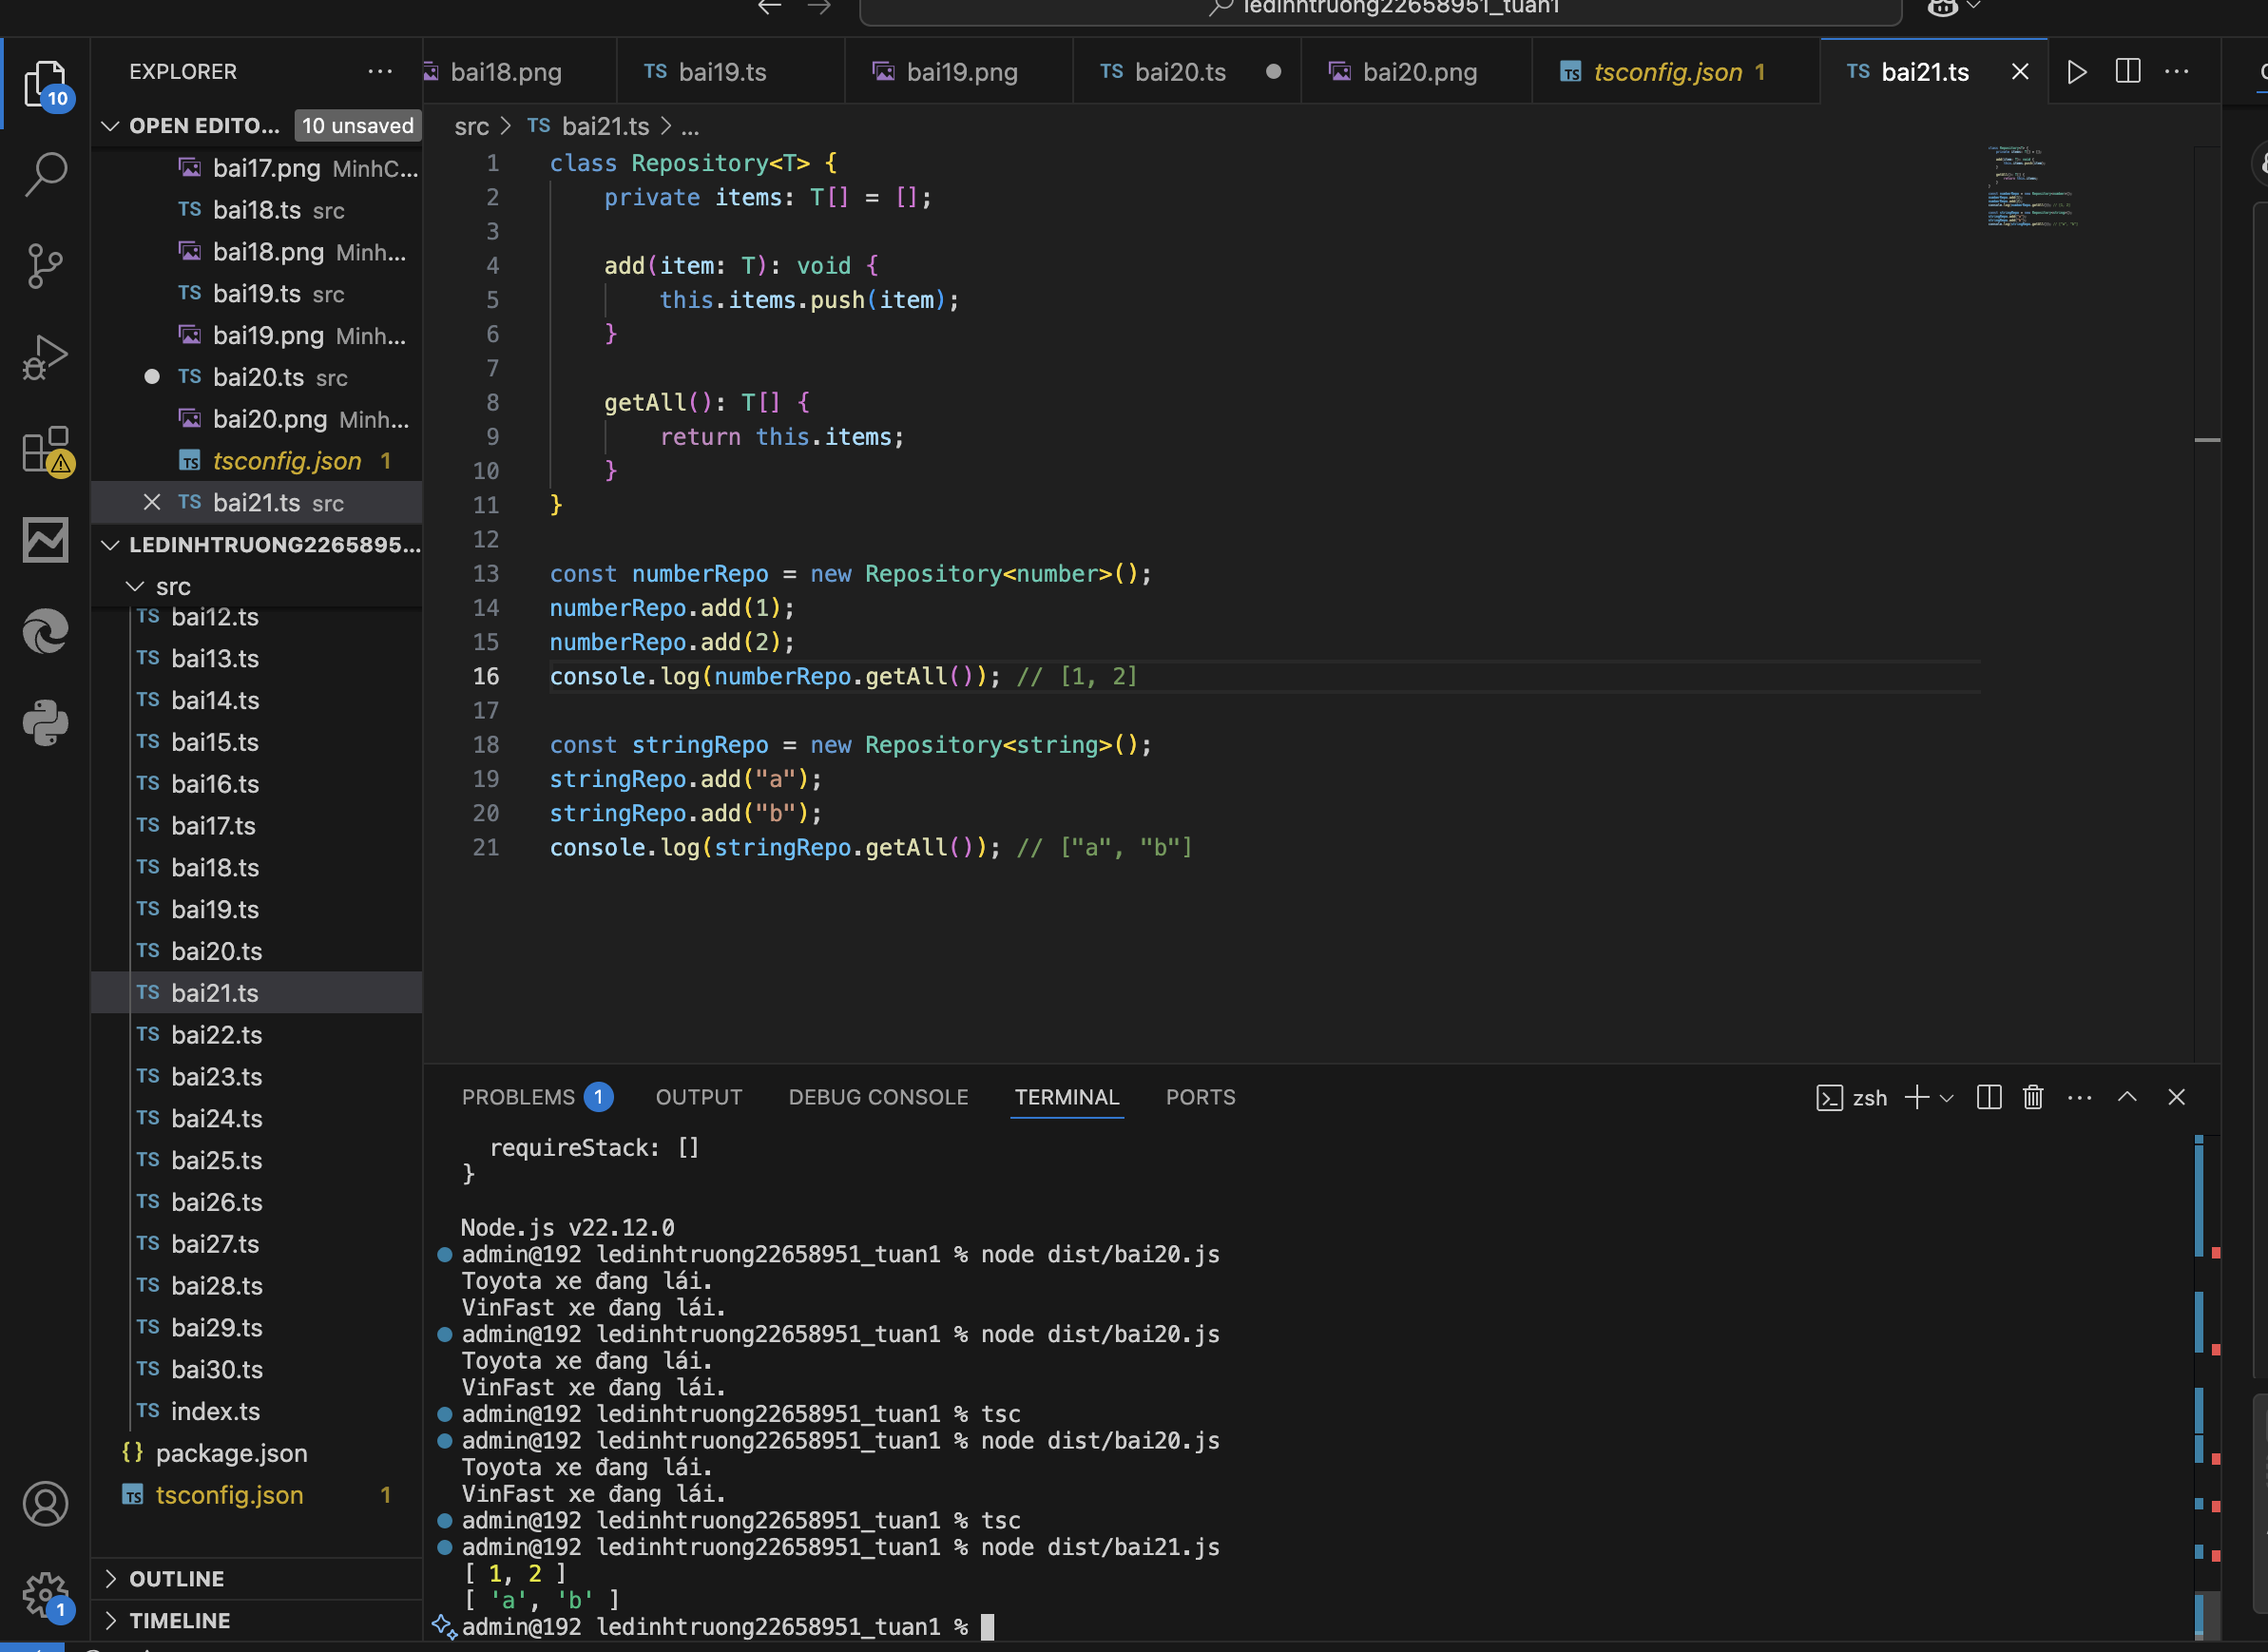 ledinhtruong22658951_tuan1
EXPLORER
10
OPEN EDITO... 10 unsaved
bai17.png MinhC...
TS bai18.ts src
bai18.png Minh...
TS bai19.ts src
bai19.png Minh...
TS bai20.ts src
bai20.png Minh...
TS tsconfig.json 1
TS bai21.ts src
LEDINHTRUONG2265895...
src
TS bai12.ts
TS bai13.ts
TS bai14.ts
TS bai15.ts
TS bai16.ts
TS bai17.ts
TS bai18.ts
TS bai19.ts
TS bai20.ts
TS bai21.ts
TS bai22.ts
TS bai23.ts
TS bai24.ts
TS bai25.ts
TS bai26.ts
TS bai27.ts
TS bai28.ts
TS bai29.ts
TS bai30.ts
TS index.ts
{} package.json
TS tsconfig.json 1
OUTLINE
TIMELINE
1
bai18.png TS bai19.ts bai19.png TS bai20.ts bai20.png TS tsconfig.json 1 TS bai21.ts
src > TS bai21.ts > ...
1 class Repository<T> {
2 private items: T[] = [];
3
4 add(item: T): void {
5 this.items.push(item);
6 }
7
8 getAll(): T[] {
9 return this.items;
10 }
11 }
12
13 const numberRepo = new Repository<number>();
14 numberRepo.add(1);
15 numberRepo.add(2);
16 console.log(numberRepo.getAll()); // [1, 2]
17
18 const stringRepo = new Repository<string>();
19 stringRepo.add("a");
20 stringRepo.add("b");
21 console.log(stringRepo.getAll()); // ["a", "b"]
PROBLEMS 1 OUTPUT DEBUG CONSOLE TERMINAL PORTS zsh
requireStack: []
}
Node.js v22.12.0
admin@192 ledinhtruong22658951_tuan1 % node dist/bai20.js
Toyota xe đang lái.
VinFast xe đang lái.
admin@192 ledinhtruong22658951_tuan1 % node dist/bai20.js
Toyota xe đang lái.
VinFast xe đang lái.
admin@192 ledinhtruong22658951_tuan1 % tsc
admin@192 ledinhtruong22658951_tuan1 % node dist/bai20.js
Toyota xe đang lái.
VinFast xe đang lái.
admin@192 ledinhtruong22658951_tuan1 % tsc
admin@192 ledinhtruong22658951_tuan1 % node dist/bai21.js
[ 1, 2 ]
[ 'a', 'b' ]
admin@192 ledinhtruong22658951_tuan1 %